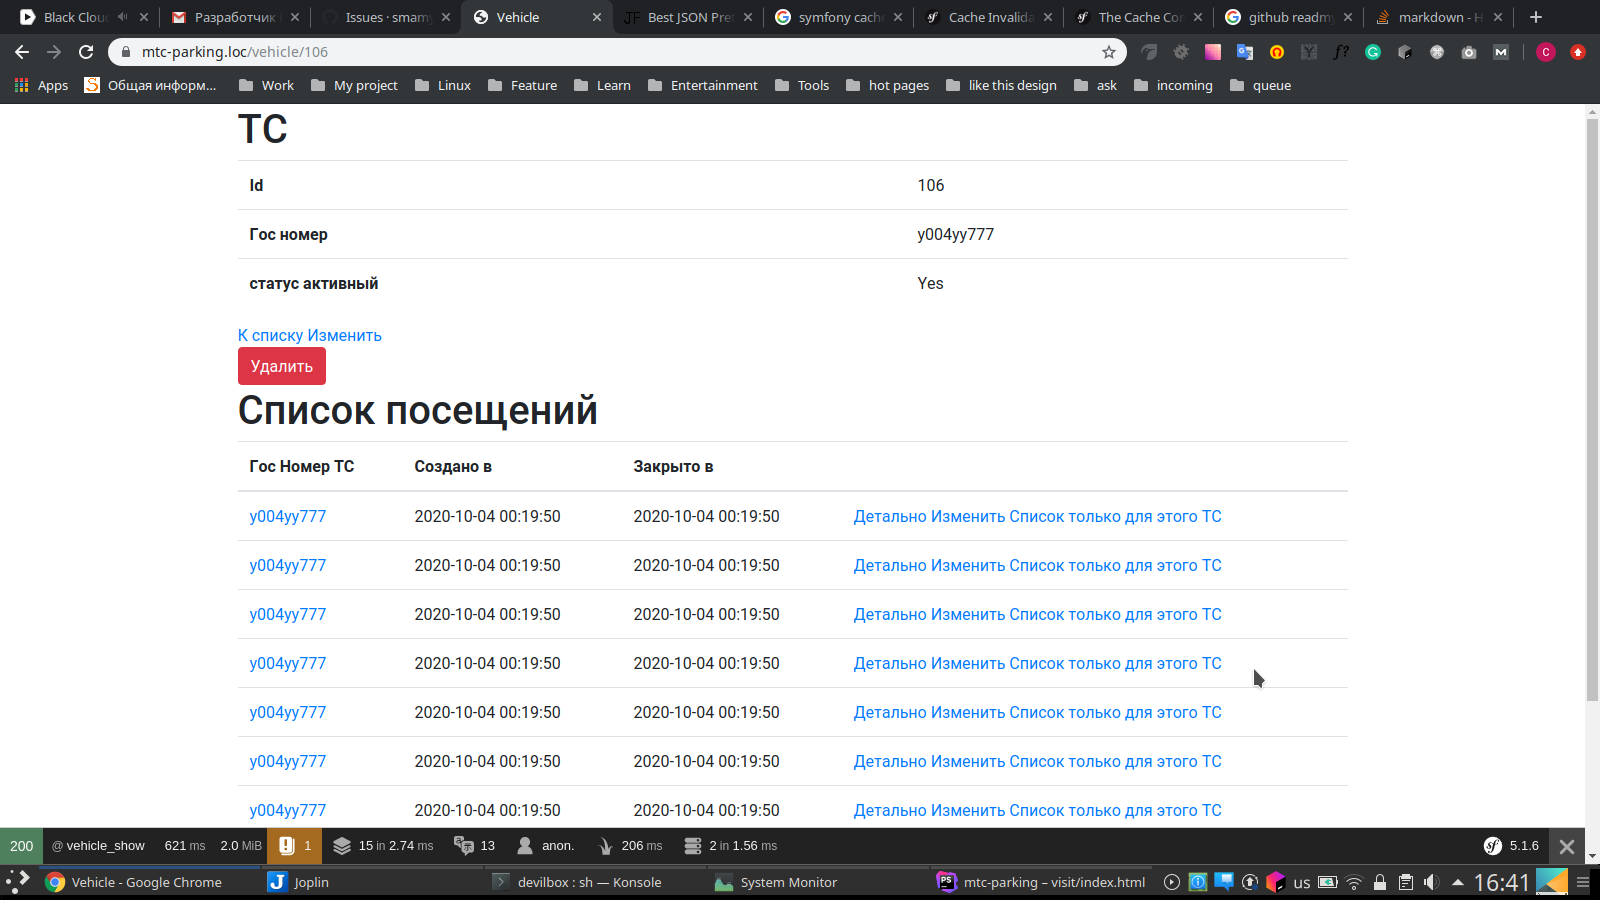 Black Clou
Разработчик
Issues · smam
Vehicle
Best JSON Pre
symfony cach
Cache Invalida
The Cache Co
github readm
markdown - H
mtc-parking.loc/vehicle/106
Apps
Общая информ...
Work
My project
Linux
Feature
Learn
Entertainment
Tools
hot pages
like this design
ask
incoming
queue
ТС
Id 106
Гос номер y004yy777
статус активный Yes
К списку Изменить
Удалить
Список посещений
Гос Номер ТС Создано в Закрыто в
y004yy777 2020-10-04 00:19:50 2020-10-04 00:19:50 Детально Изменить Список только для этого ТС
y004yy777 2020-10-04 00:19:50 2020-10-04 00:19:50 Детально Изменить Список только для этого ТС
y004yy777 2020-10-04 00:19:50 2020-10-04 00:19:50 Детально Изменить Список только для этого ТС
y004yy777 2020-10-04 00:19:50 2020-10-04 00:19:50 Детально Изменить Список только для этого ТС
y004yy777 2020-10-04 00:19:50 2020-10-04 00:19:50 Детально Изменить Список только для этого ТС
y004yy777 2020-10-04 00:19:50 2020-10-04 00:19:50 Детально Изменить Список только для этого ТС
y004yy777 2020-10-04 00:19:50 2020-10-04 00:19:50 Детально Изменить Список только для этого ТС
200 @ vehicle_show 621 ms 2.0 MiB 1 15 in 2.74 ms 13 anon. 206 ms 2 in 1.56 ms 5.1.6
Vehicle - Google Chrome
Joplin
devilbox : sh — Konsole
System Monitor
mtc-parking – visit/index.html
us
16:41